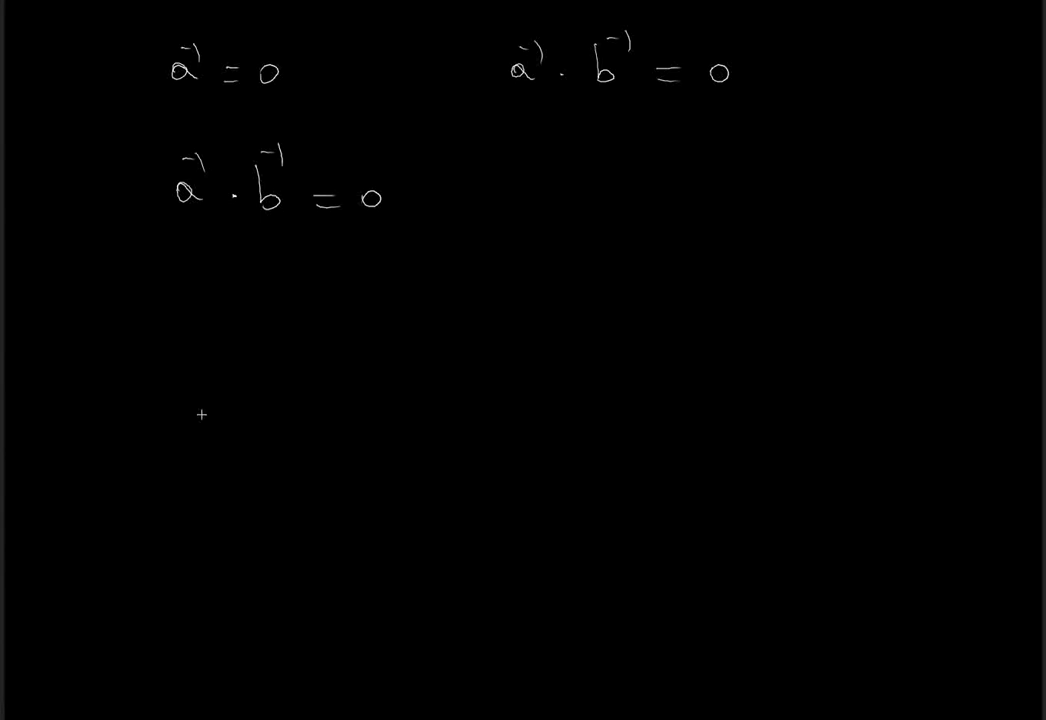 a⁻¹ = 0
a⁻¹ · b⁻¹ = 0
a⁻¹ · b⁻¹ = 0